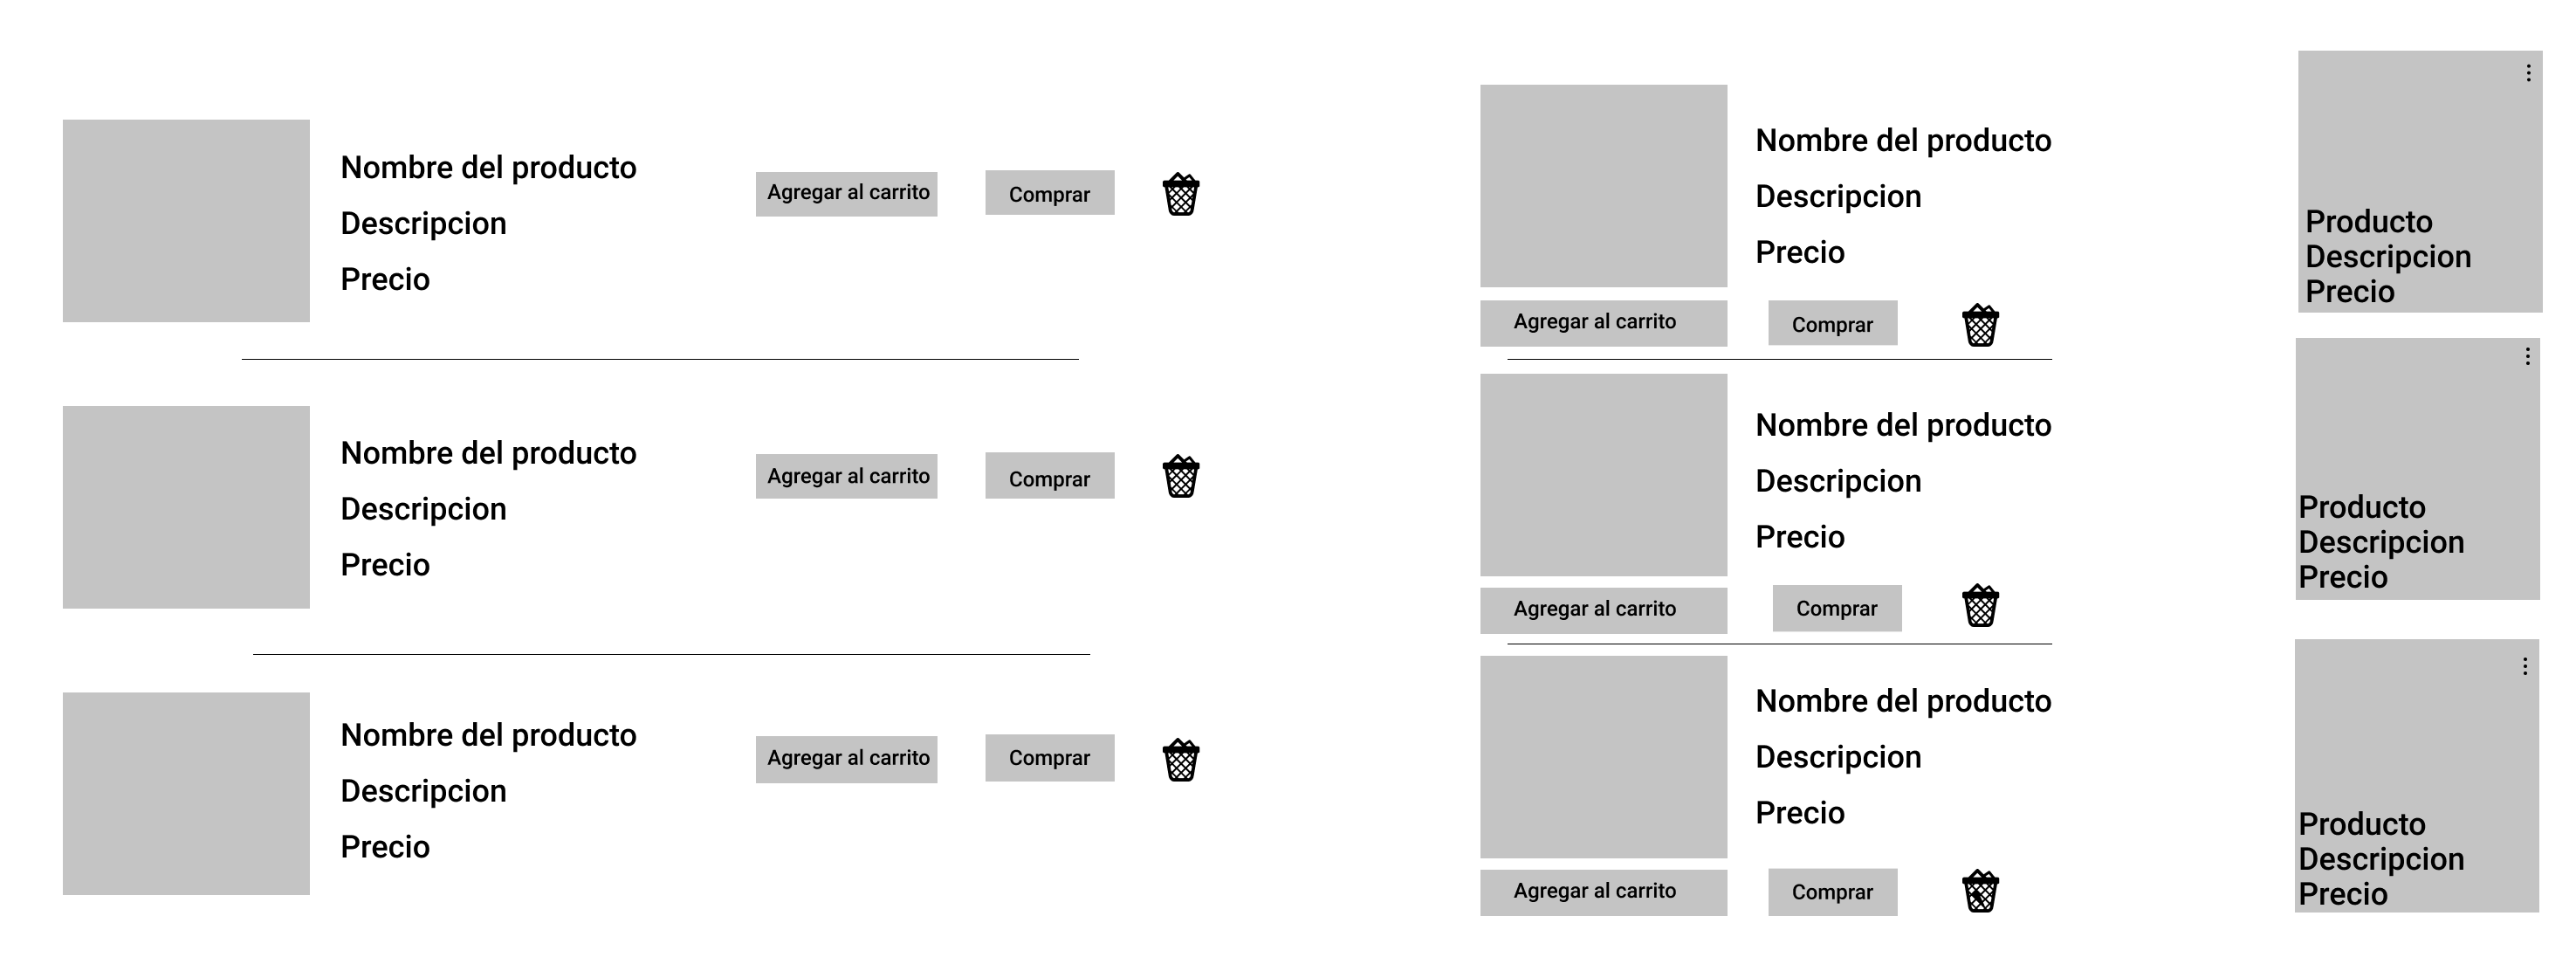 Nombre del producto
Descripcion
Precio
Agregar al carrito
Comprar
Nombre del producto
Descripcion
Precio
Agregar al carrito
Comprar
Nombre del producto
Descripcion
Precio
Agregar al carrito
Comprar
Nombre del producto
Descripcion
Precio
Agregar al carrito
Comprar
Nombre del producto
Descripcion
Precio
Agregar al carrito
Comprar
Nombre del producto
Descripcion
Precio
Agregar al carrito
Comprar
Producto
Descripcion
Precio
Producto
Descripcion
Precio
Producto
Descripcion
Precio